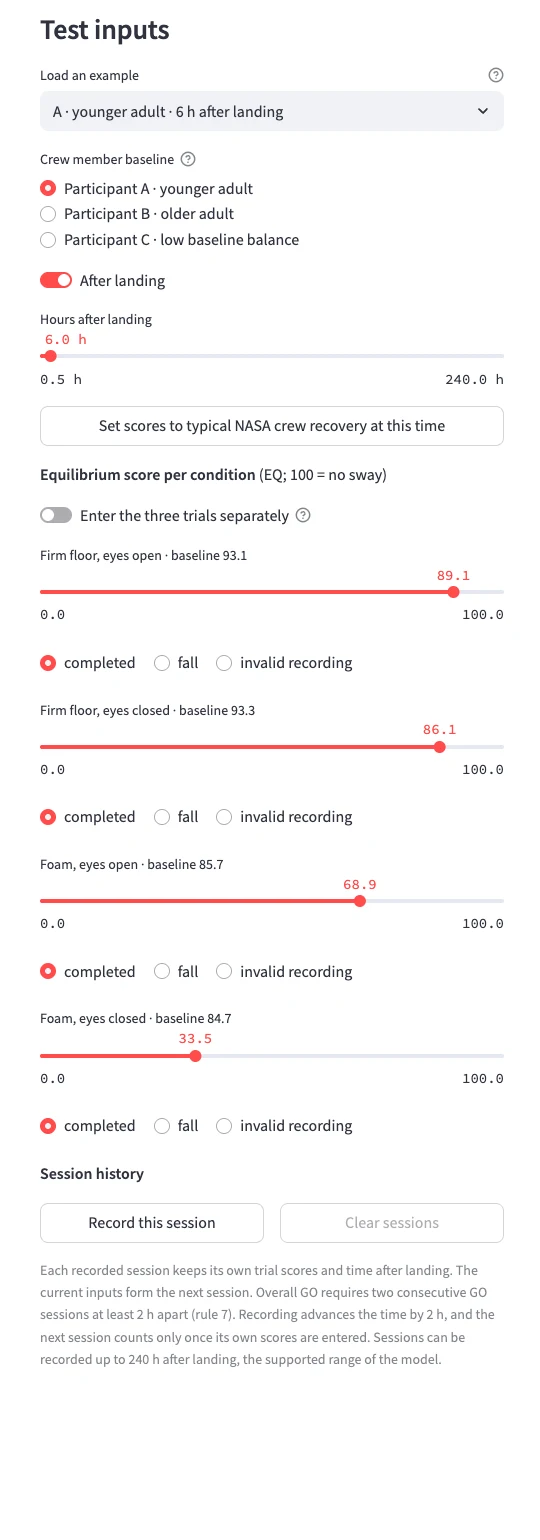 Test inputs
Load an example
A · younger adult · 6 h after landing
Crew member baseline
Participant A · younger adult
Participant B · older adult
Participant C · low baseline balance
After landing
Hours after landing
6.0 h
0.5 h 240.0 h
Set scores to typical NASA crew recovery at this time
Equilibrium score per condition (EQ; 100 = no sway)
Enter the three trials separately
Firm floor, eyes open · baseline 93.1
89.1
0.0 100.0
completed fall invalid recording
Firm floor, eyes closed · baseline 93.3
86.1
0.0 100.0
completed fall invalid recording
Foam, eyes open · baseline 85.7
68.9
0.0 100.0
completed fall invalid recording
Foam, eyes closed · baseline 84.7
33.5
0.0 100.0
completed fall invalid recording
Session history
Record this session Clear sessions
Each recorded session keeps its own trial scores and time after landing. The
current inputs form the next session. Overall GO requires two consecutive GO
sessions at least 2 h apart (rule 7). Recording advances the time by 2 h, and the
next session counts only once its own scores are entered. Sessions can be
recorded up to 240 h after landing, the supported range of the model.